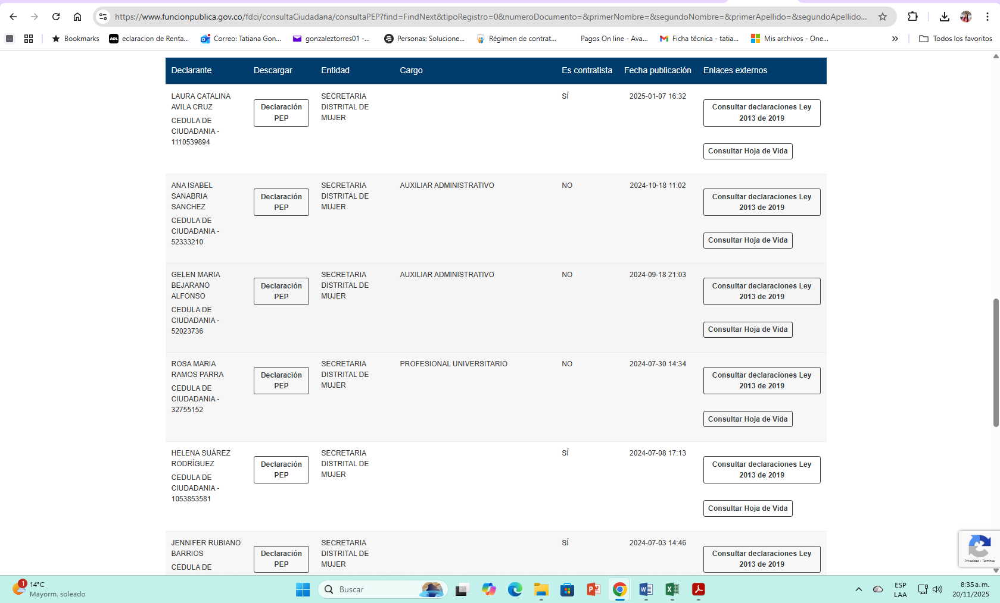 https://www.funcionpublica.gov.co/fdci/consultaCiudadana/consultaPEP?find=FindNext&tipoRegistro=0&numeroDocumento=&primerNombre=&segundoNombre=&primerApellido=&segundoApellido...
Bookmarks
AOL
eclaracion de Renta...
Correo: Tatiana Gon...
gonzaleztorres01 -...
Personas: Solucione...
Régimen de contrat...
Pagos On line - Ava...
Ficha técnica - tatia...
Mis archivos - One...
Todos los favoritos
Declarante Descargar Entidad Cargo Es contratista Fecha publicación Enlaces externos
LAURA CATALINA
AVILA CRUZ
CEDULA DE
CIUDADANIA -
1110539894
Declaración
PEP
SECRETARIA
DISTRITAL DE
MUJER
SÍ
2025-01-07 16:32
Consultar declaraciones Ley
2013 de 2019
Consultar Hoja de Vida
ANA ISABEL
SANABRIA
SANCHEZ
CEDULA DE
CIUDADANIA -
52333210
Declaración
PEP
SECRETARIA
DISTRITAL DE
MUJER
AUXILIAR ADMINISTRATIVO
NO
2024-10-18 11:02
Consultar declaraciones Ley
2013 de 2019
Consultar Hoja de Vida
GELEN MARIA
BEJARANO
ALFONSO
CEDULA DE
CIUDADANIA -
52023736
Declaración
PEP
SECRETARIA
DISTRITAL DE
MUJER
AUXILIAR ADMINISTRATIVO
NO
2024-09-18 21:03
Consultar declaraciones Ley
2013 de 2019
Consultar Hoja de Vida
ROSA MARIA
RAMOS PARRA
CEDULA DE
CIUDADANIA -
32755152
Declaración
PEP
SECRETARIA
DISTRITAL DE
MUJER
PROFESIONAL UNIVERSITARIO
NO
2024-07-30 14:34
Consultar declaraciones Ley
2013 de 2019
Consultar Hoja de Vida
HELENA SUÁREZ
RODRÍGUEZ
CEDULA DE
CIUDADANIA -
1053853581
Declaración
PEP
SECRETARIA
DISTRITAL DE
MUJER
SÍ
2024-07-08 17:13
Consultar declaraciones Ley
2013 de 2019
Consultar Hoja de Vida
JENNIFER RUBIANO
BARRIOS
CEDULA DE
Declaración
PEP
SECRETARIA
DISTRITAL DE
MUJER
SÍ
2024-07-03 14:46
Consultar declaraciones Ley
2013 de 2019
Privacidad - Términos
1
14°C
Mayorm. soleado
Buscar
ESP
LAA
8:35 a. m.
20/11/2025